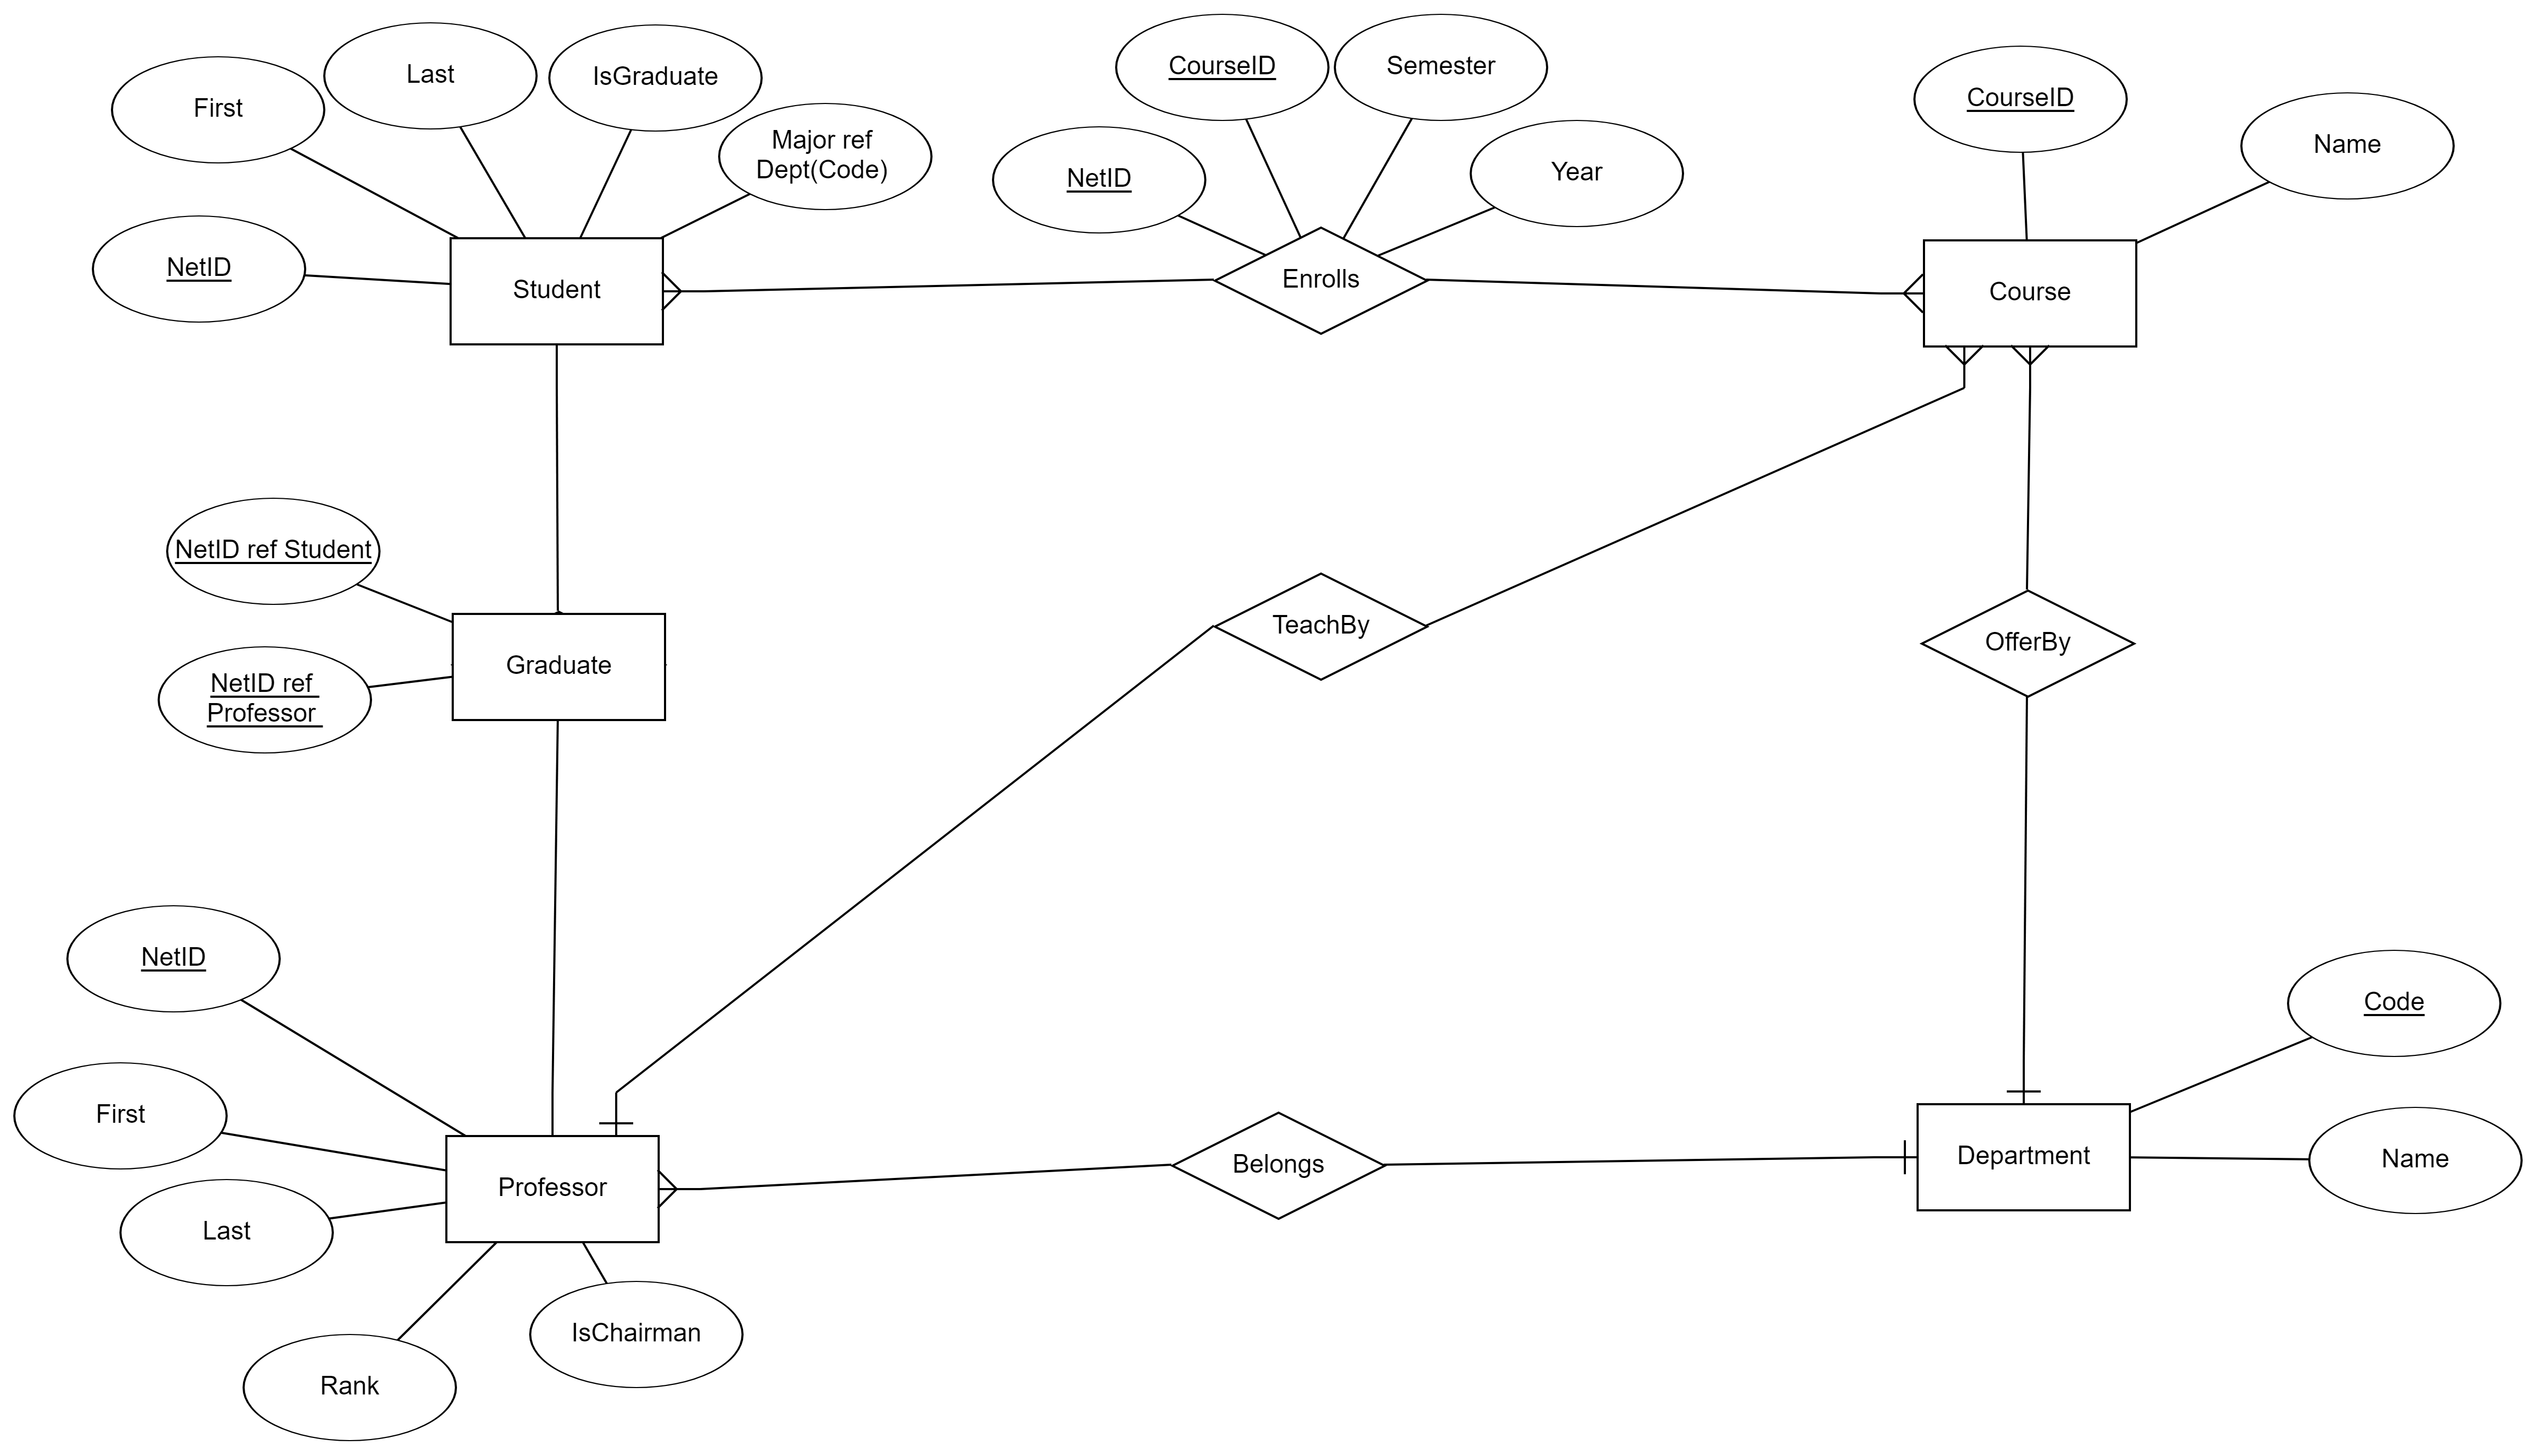 First
Last
IsGraduate
Major ref
Dept(Code)
NetID
Student
NetID
CourseID
Semester
Year
Enrolls
CourseID
Name
Course
NetID ref Student
NetID ref
Professor
Graduate
TeachBy
OfferBy
NetID
First
Last
Rank
IsChairman
Professor
Belongs
Department
Code
Name